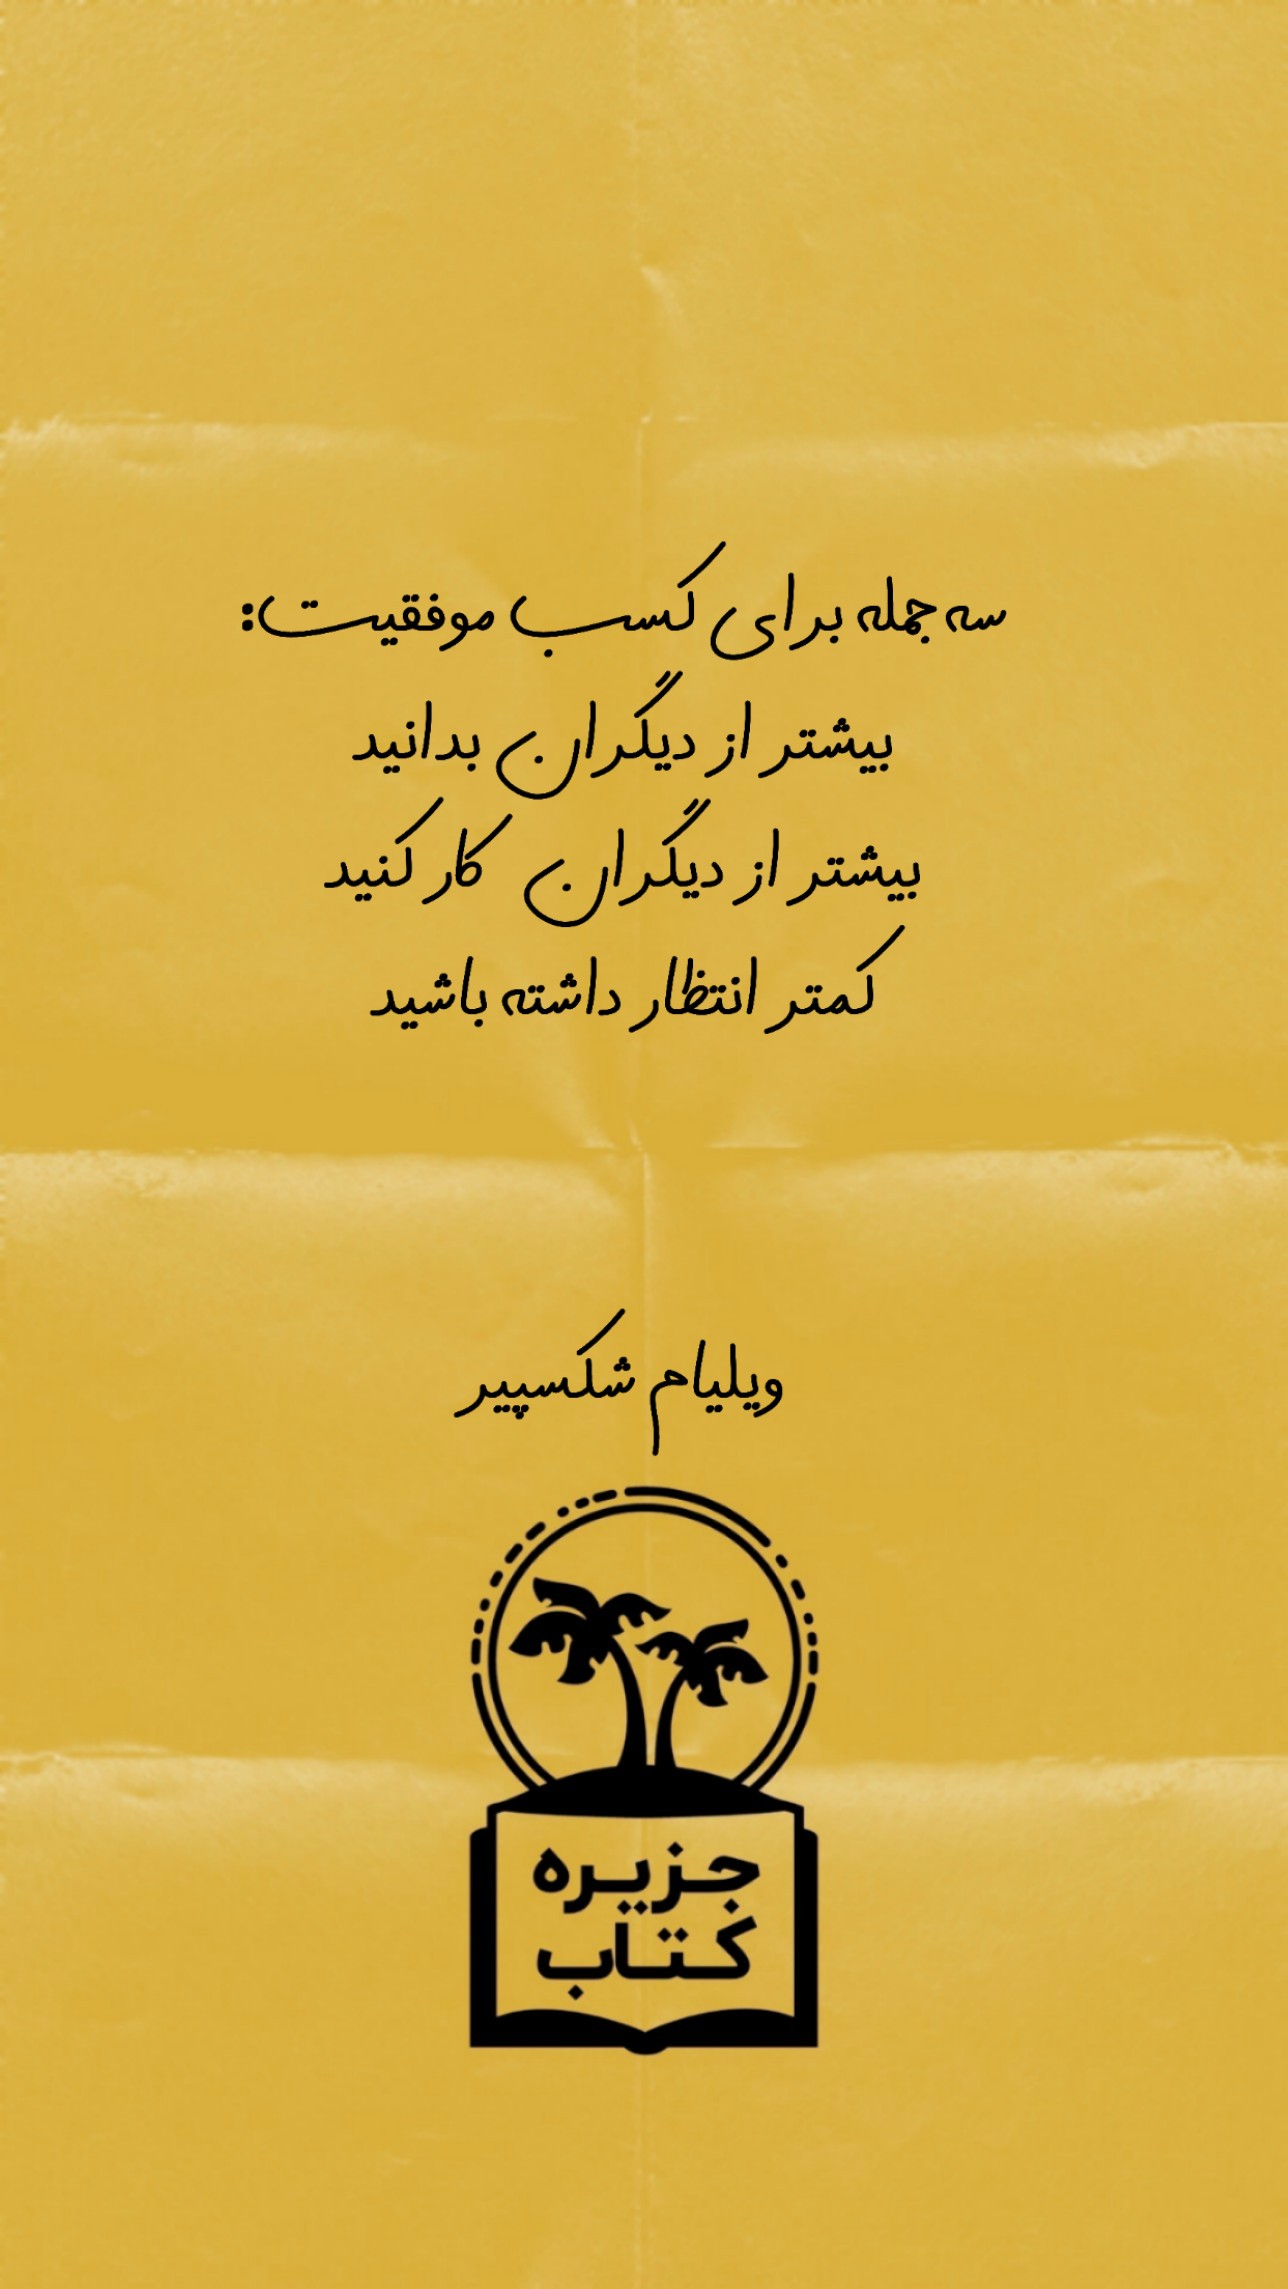 سه جمله برای کسب موفقیت:
بیشتر از دیگران بدانید
بیشتر از دیگران کار کنید
کمتر انتظار داشته باشید
ویلیام شکسپیر
جزیره
کتاب